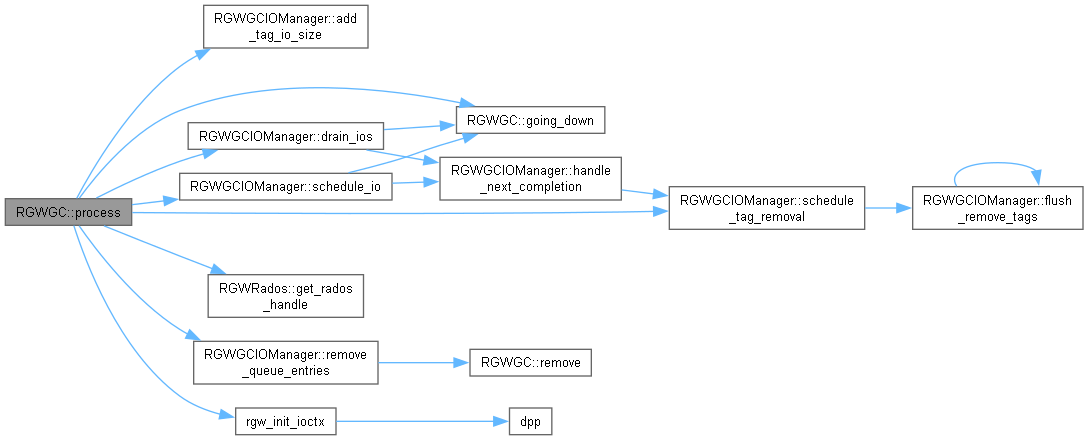 RGWGCIOManager::add
_tag_io_size
RGWGC::going_down
RGWGCIOManager::drain_ios
RGWGCIOManager::handle
_next_completion
RGWGCIOManager::schedule_io
RGWGCIOManager::schedule
_tag_removal
RGWGCIOManager::flush
_remove_tags
RGWGC::process
RGWRados::get_rados
_handle
RGWGCIOManager::remove
_queue_entries
RGWGC::remove
rgw_init_ioctx
dpp